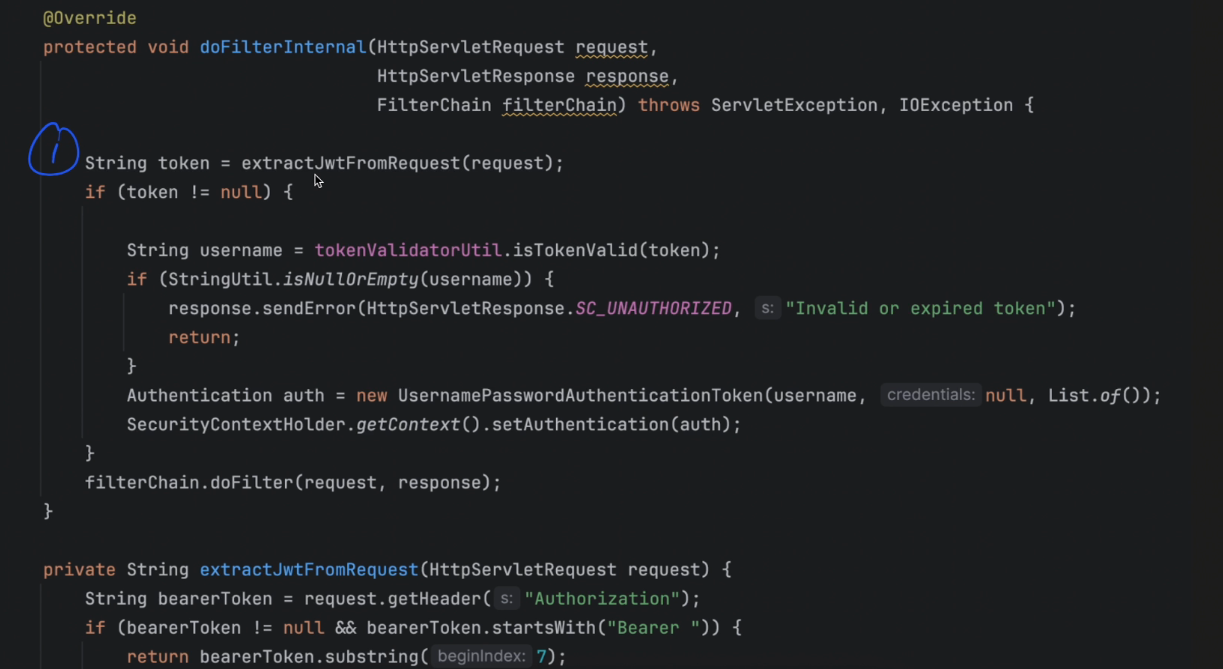 @Override
protected void doFilterInternal(HttpServletRequest request,
HttpServletResponse response,
FilterChain filterChain) throws ServletException, IOException {
1
String token = extractJwtFromRequest(request);
if (token != null) {
String username = tokenValidatorUtil.isTokenValid(token);
if (StringUtil.isNullOrEmpty(username)) {
response.sendError(HttpServletResponse.SC_UNAUTHORIZED, s: "Invalid or expired token");
return;
}
Authentication auth = new UsernamePasswordAuthenticationToken(username, credentials: null, List.of());
SecurityContextHolder.getContext().setAuthentication(auth);
}
filterChain.doFilter(request, response);
}
private String extractJwtFromRequest(HttpServletRequest request) {
String bearerToken = request.getHeader( s: "Authorization");
if (bearerToken != null && bearerToken.startsWith("Bearer ")) {
return bearerToken.substring( beginIndex: 7);